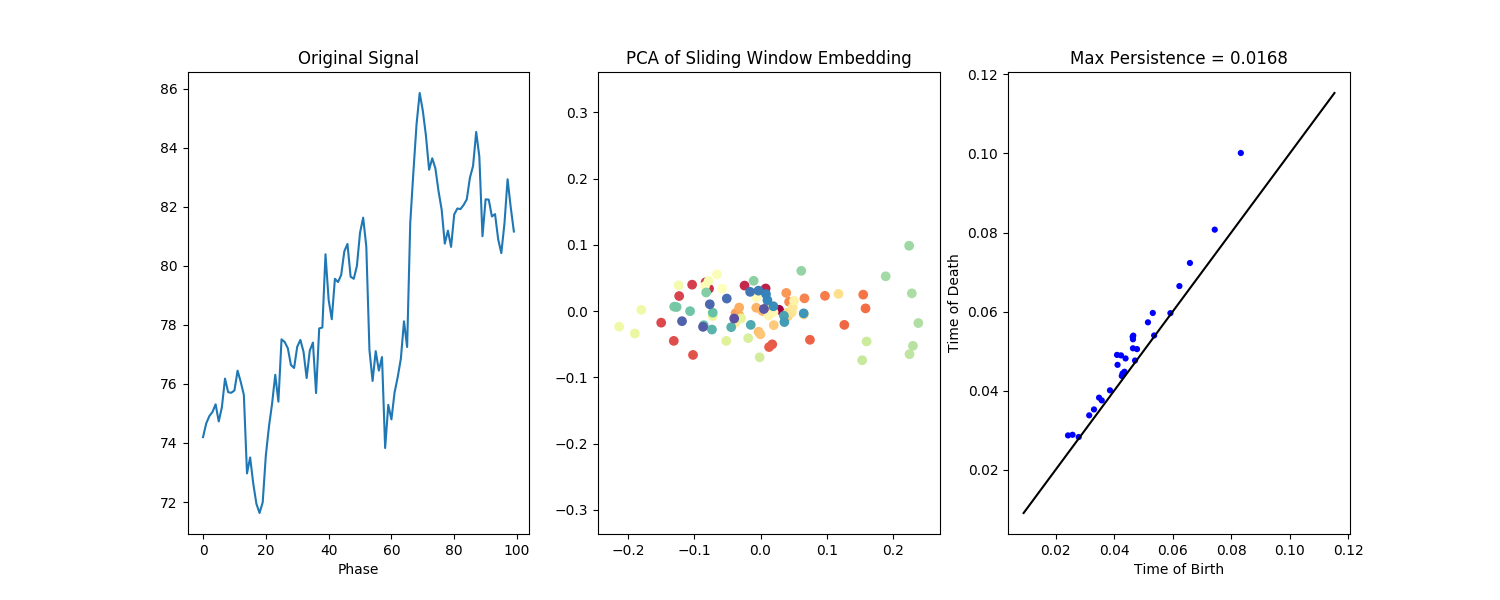 Original Signal
86
84
82
80
78
76
74
72
0 20 40 60 80 100
Phase
PCA of Sliding Window Embedding
0.3
0.2
0.1
0.0
−0.1
−0.2
−0.3
−0.2 −0.1 0.0 0.1 0.2
Max Persistence = 0.0168
Time of Death
0.12
0.10
0.08
0.06
0.04
0.02
0.02 0.04 0.06 0.08 0.10 0.12
Time of Birth